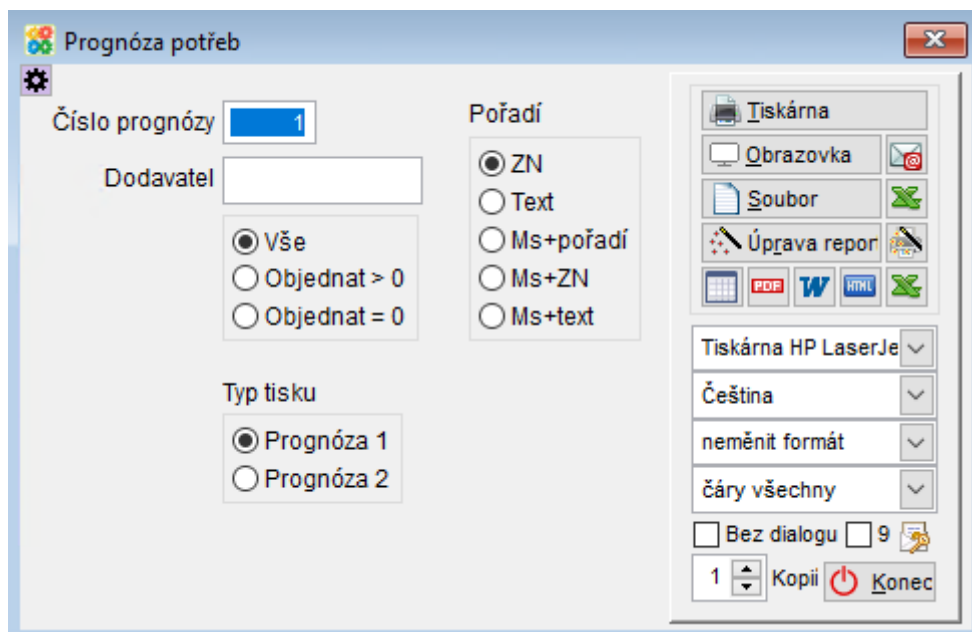 Prognóza potřeb
Číslo prognózy 1
Dodavatel
Vše
Objednat > 0
Objednat = 0
Typ tisku
Prognóza 1
Prognóza 2
Pořadí
ZN
Text
Ms+pořadí
Ms+ZN
Ms+text
Tiskárna
Obrazovka
Soubor
Úprava repor
PDF W HTML
Tiskárna HP LaserJe
Čeština
neměnit formát
čáry všechny
Bez dialogu 9
1 Kopií Konec